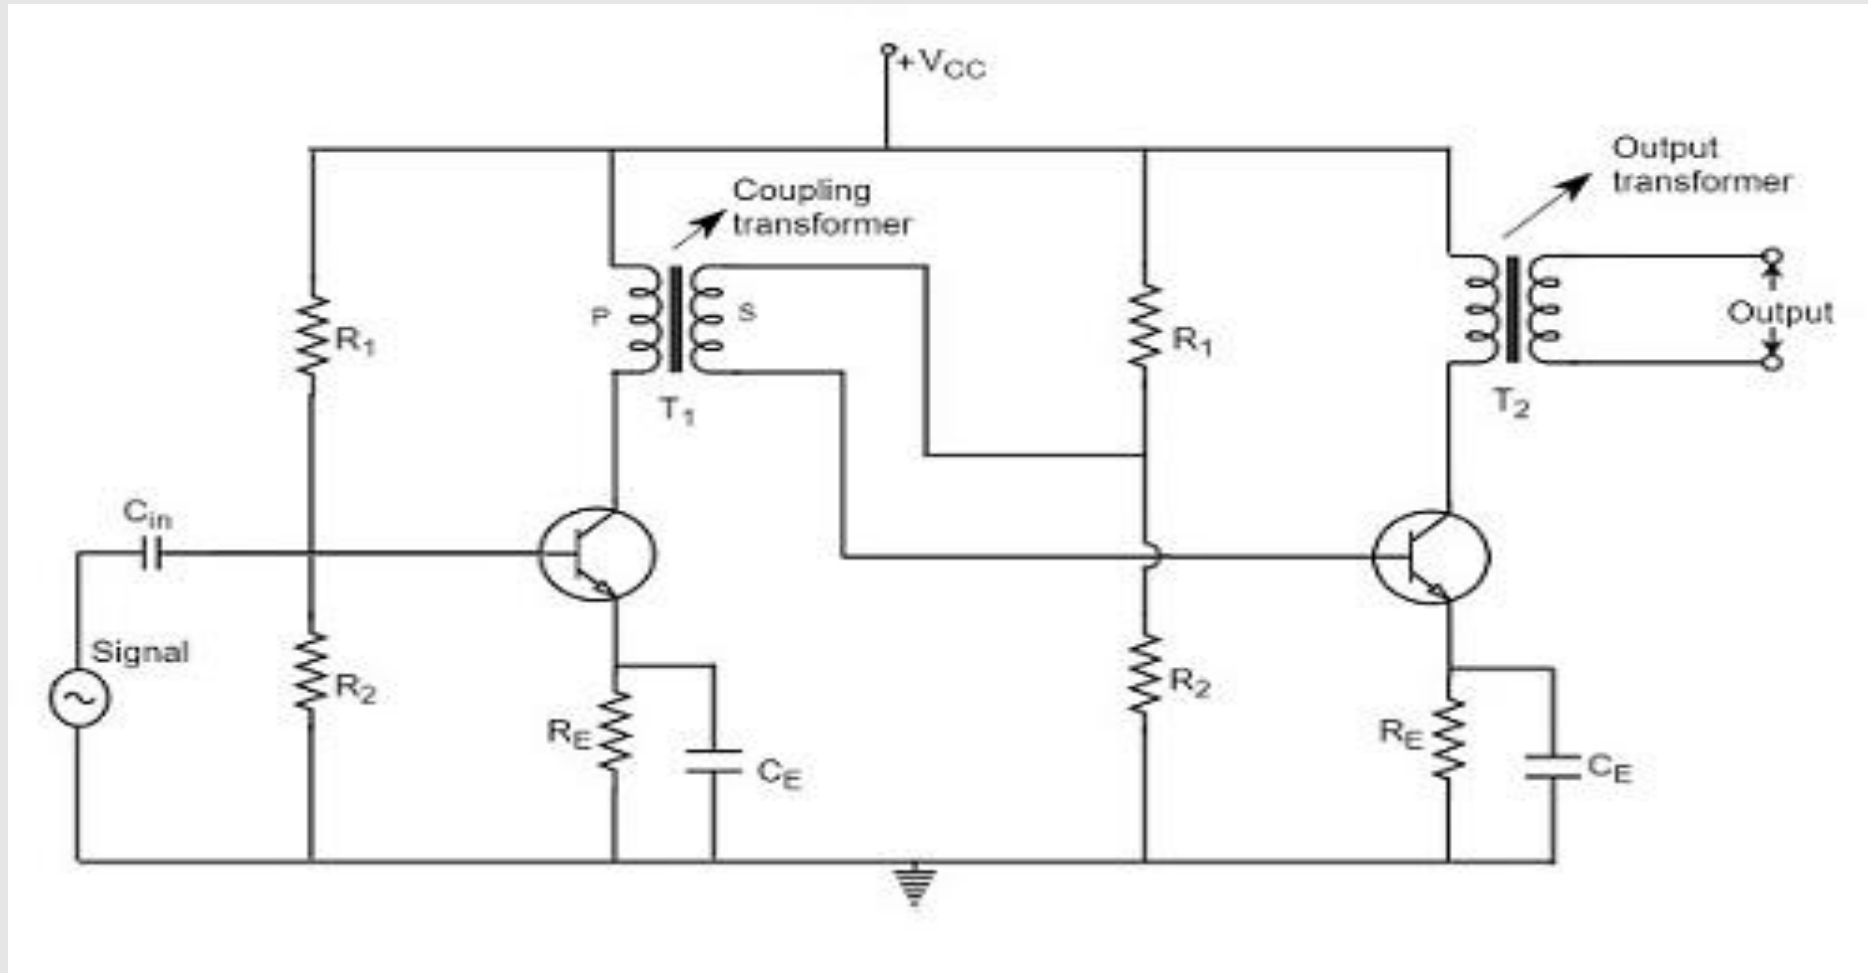 +VCC
Output
transformer
Coupling
transformer
P
S
R1
R1
Output
T1
T2
Cin
Signal
R2
R2
RE
CE
RE
CE